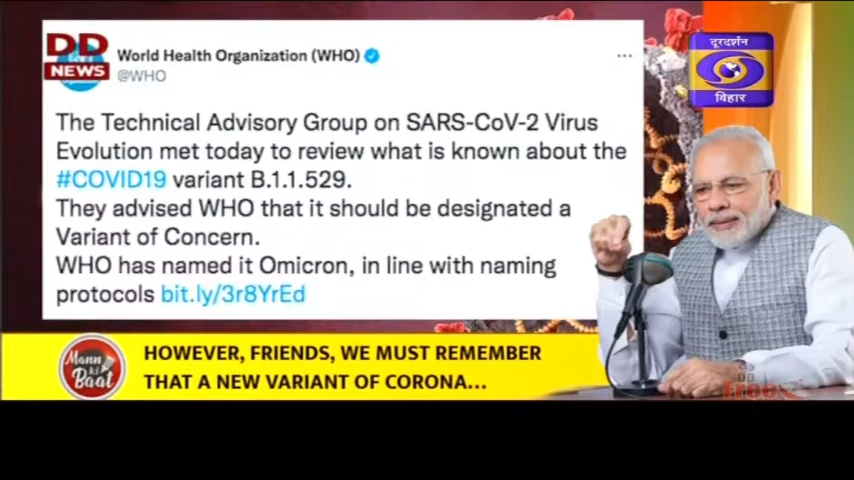 DD
NEWS
World Health Organization (WHO)
@WHO
...
दूरदर्शन
बिहार
The Technical Advisory Group on SARS-CoV-2 Virus
Evolution met today to review what is known about the
#COVID19 variant B.1.1.529.
They advised WHO that it should be designated a
Variant of Concern.
WHO has named it Omicron, in line with naming
protocols bit.ly/3r8YrEd
Mann
ki
Baat
HOWEVER, FRIENDS, WE MUST REMEMBER
THAT A NEW VARIANT OF CORONA...
DD
Free